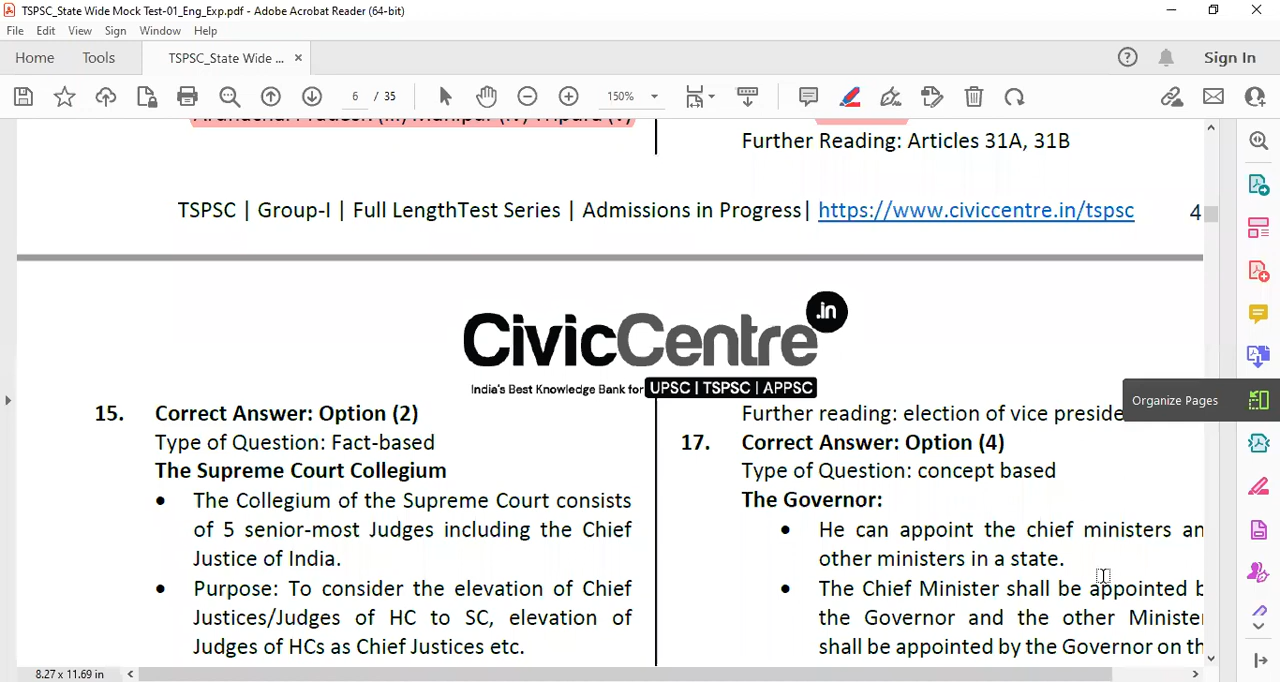 TSPSC_State Wide Mock Test-01_Eng_Exp.pdf - Adobe Acrobat Reader (64-bit)
File Edit View Sign Window Help
Home Tools TSPSC_State Wide ... × Sign In
6 / 35 150%
Further Reading: Articles 31A, 31B
TSPSC | Group-I | Full LengthTest Series | Admissions in Progress| https://www.civiccentre.in/tspsc 4
CivicCentre .in
India's Best Knowledge Bank for UPSC | TSPSC | APPSC
Organize Pages
15. Correct Answer: Option (2)
Type of Question: Fact-based
The Supreme Court Collegium
• The Collegium of the Supreme Court consists
of 5 senior-most Judges including the Chief
Justice of India.
• Purpose: To consider the elevation of Chief
Justices/Judges of HC to SC, elevation of
Judges of HCs as Chief Justices etc.
Further reading: election of vice preside
17. Correct Answer: Option (4)
Type of Question: concept based
The Governor:
• He can appoint the chief ministers an
other ministers in a state.
• The Chief Minister shall be appointed b
the Governor and the other Minister
shall be appointed by the Governor on th
8.27 x 11.69 in